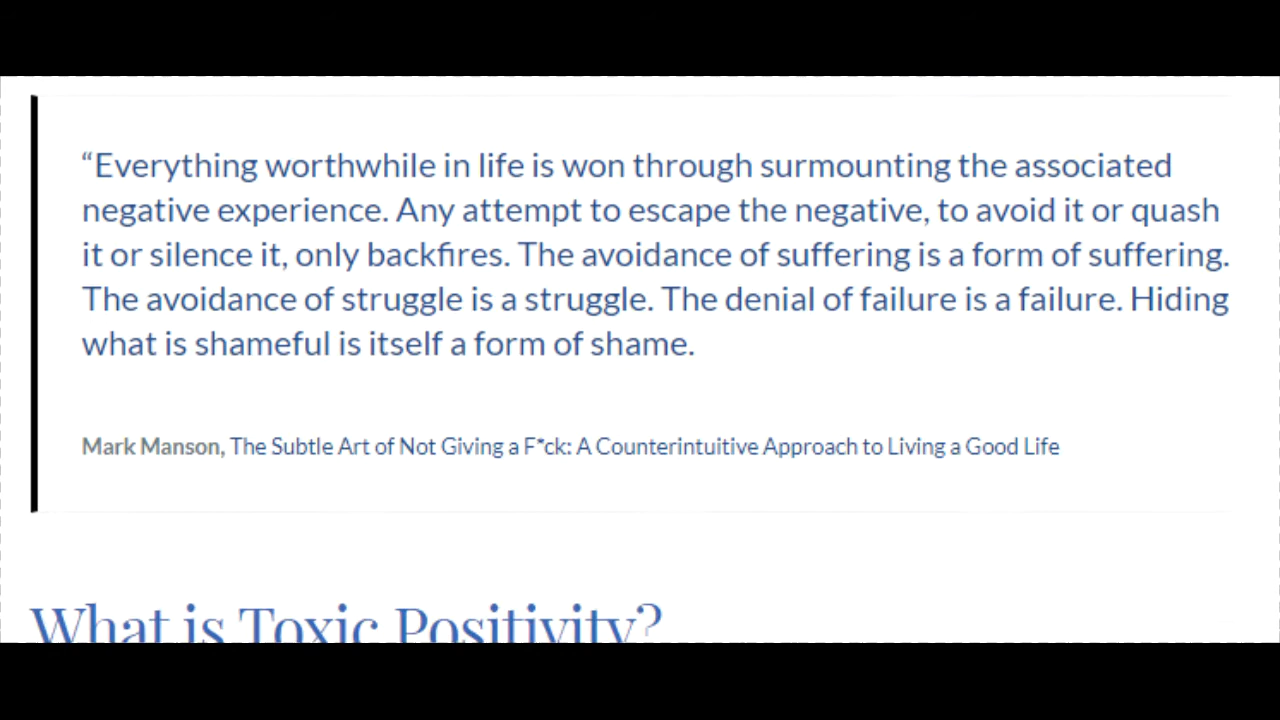 “Everything worthwhile in life is won through surmounting the associated
negative experience. Any attempt to escape the negative, to avoid it or quash
it or silence it, only backfires. The avoidance of suffering is a form of suffering.
The avoidance of struggle is a struggle. The denial of failure is a failure. Hiding
what is shameful is itself a form of shame.
Mark Manson, The Subtle Art of Not Giving a F*ck: A Counterintuitive Approach to Living a Good Life
What is Toxic Positivity?